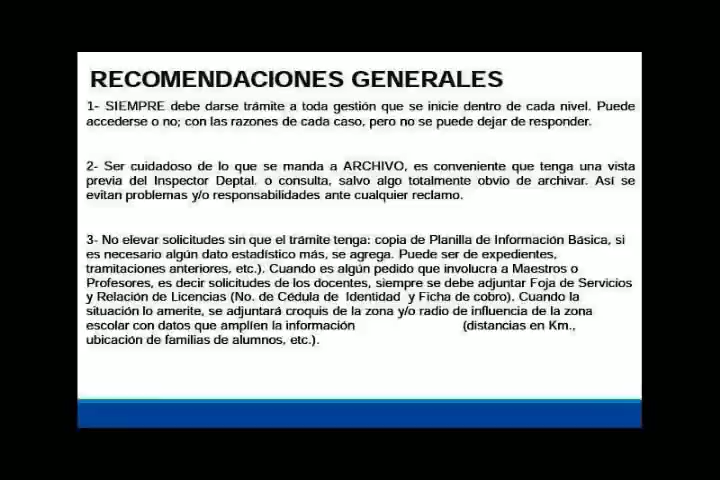 RECOMENDACIONES GENERALES
1- SIEMPRE debe darse trámite a toda gestión que se inicie dentro de cada nivel. Puede
accederse o no; con las razones de cada caso, pero no se puede dejar de responder.
2- Ser cuidadoso de lo que se manda a ARCHIVO, es conveniente que tenga una vista
previa del Inspector Deptal. o consulta, salvo algo totalmente obvio de archivar. Así se
evitan problemas y/o responsabilidades ante cualquier reclamo.
3- No elevar solicitudes sin que el trámite tenga: copia de Planilla de Información Básica, si
es necesario algún dato estadístico más, se agrega. Puede ser de expedientes,
tramitaciones anteriores, etc.). Cuando es algún pedido que involucra a Maestros o
Profesores, es decir solicitudes de los docentes, siempre se debe adjuntar Foja de Servicios
y Relación de Licencias (No. de Cédula de Identidad y Ficha de cobro). Cuando la
situación lo amerite, se adjuntará croquis de la zona y/o radio de influencia de la zona
escolar con datos que amplíen la información (distancias en Km.,
ubicación de familias de alumnos, etc.).